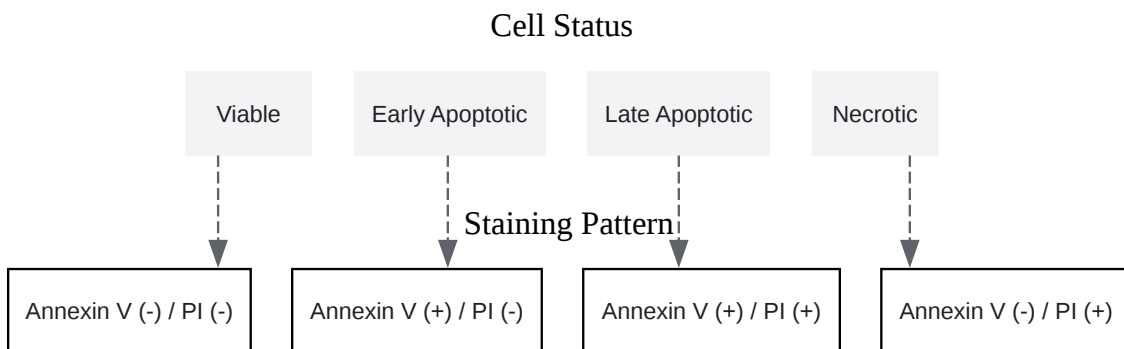 Cell Status
Viable
Early Apoptotic
Late Apoptotic
Necrotic
Staining Pattern
Annexin V (-) / PI (-)
Annexin V (+) / PI (-)
Annexin V (+) / PI (+)
Annexin V (-) / PI (+)